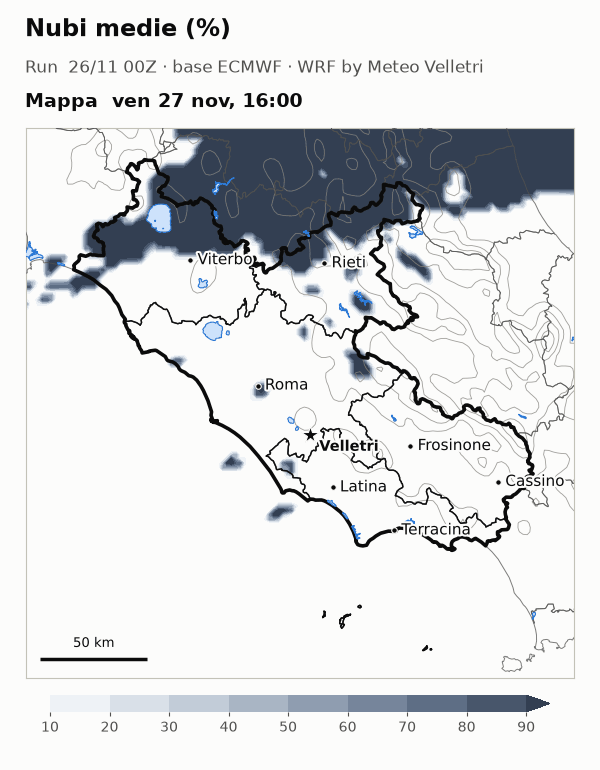 Nubi medie (%)
Run  26/11 00Z · base ECMWF · WRF by Meteo Velletri
Mappa  ven 27 nov, 16:00
Viterbo
Rieti
Roma
Velletri
Frosinone
Latina
Cassino
Terracina
50 km
10 20 30 40 50 60 70 80 90